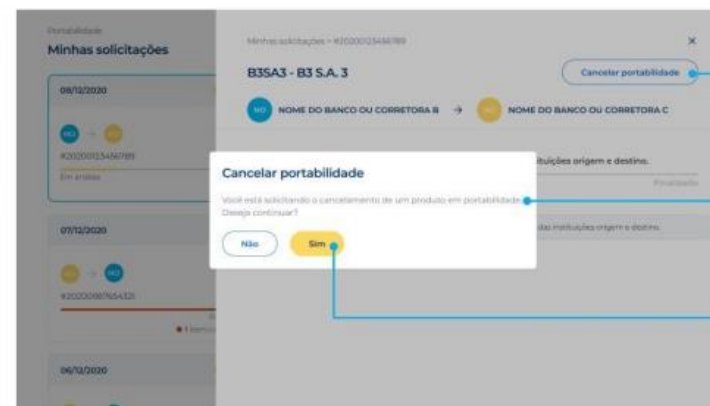 Portabilidade
Minhas solicitações
08/12/2020
NO → NO
#20200123456789
Em análise
07/12/2020
NO → NO
#20200987654321
06/12/2020
Minhas solicitações > #20200123456789
×
B3SA3 - B3 S.A. 3
Cancelar portabilidade
NO NOME DO BANCO OU CORRETORA B → NOME DO BANCO OU CORRETORA C
ituições origem e destino.
Finalizado
das instituições origem e destino.
Cancelar portabilidade
Você está solicitando o cancelamento de um produto em portabilidade.
Deseja continuar?
Não
Sim